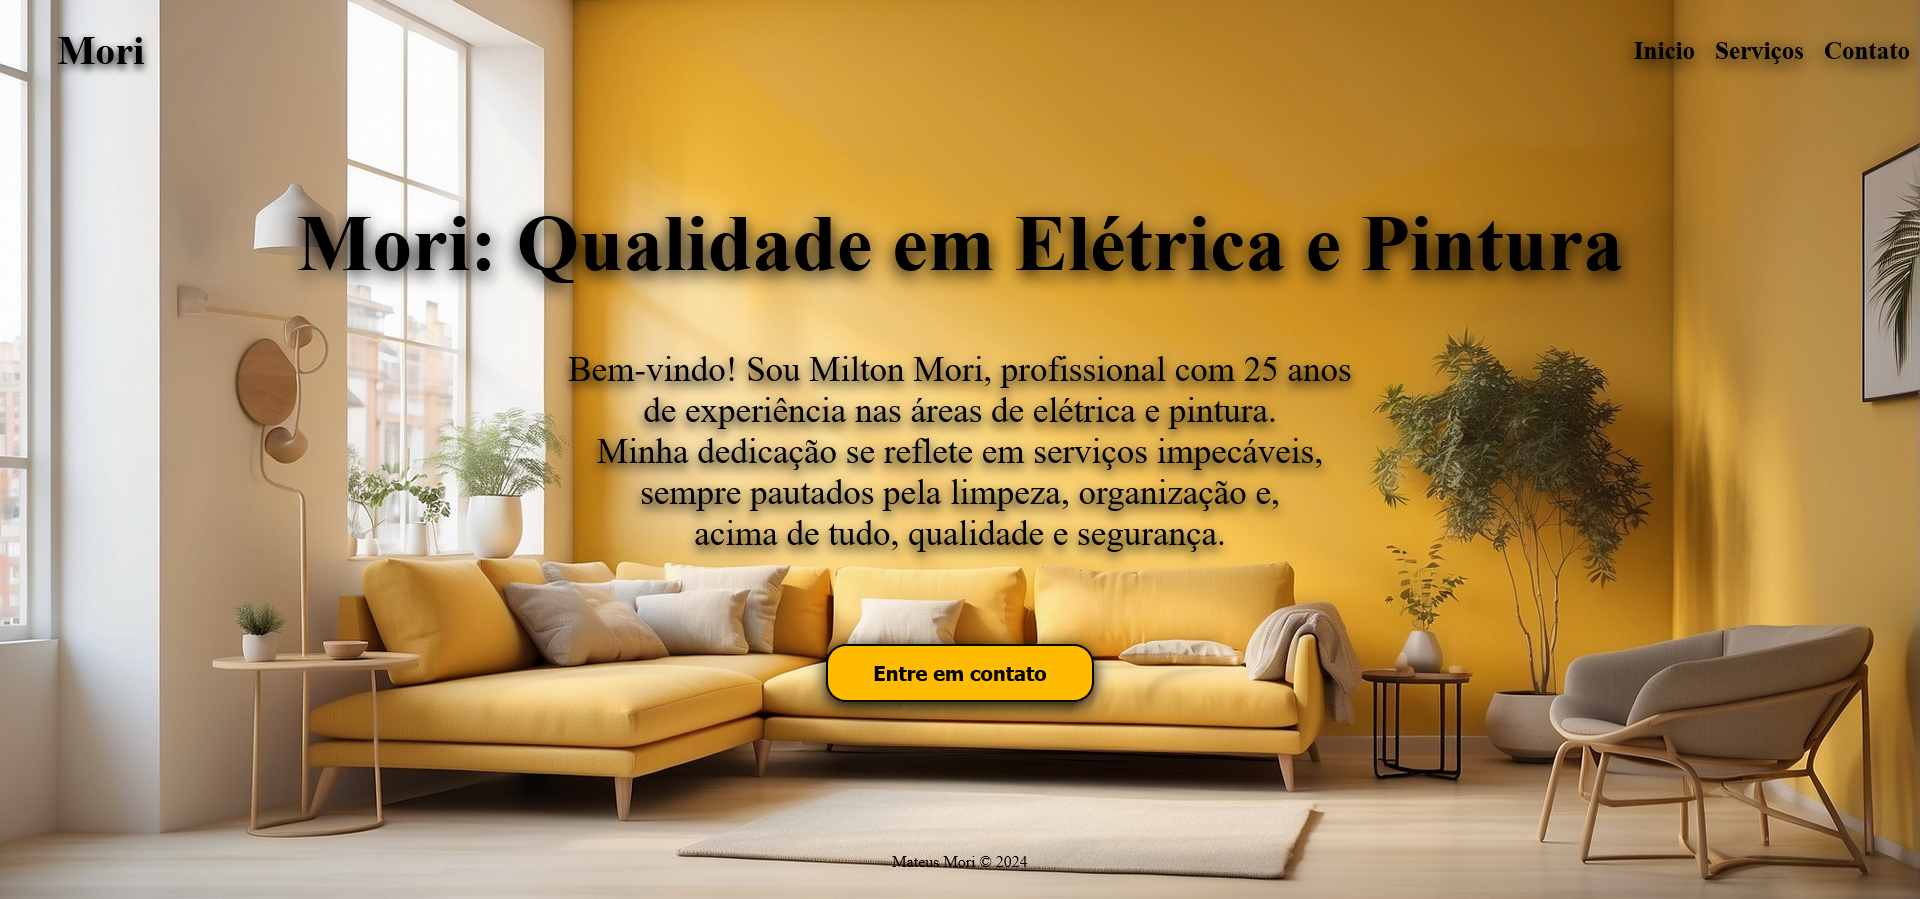 Mori
Inicio Serviços Contato
Mori: Qualidade em Elétrica e Pintura
Bem-vindo! Sou Milton Mori, profissional com 25 anos
de experiência nas áreas de elétrica e pintura.
Minha dedicação se reflete em serviços impecáveis,
sempre pautados pela limpeza, organização e,
acima de tudo, qualidade e segurança.
Entre em contato
Mateus Mori © 2024